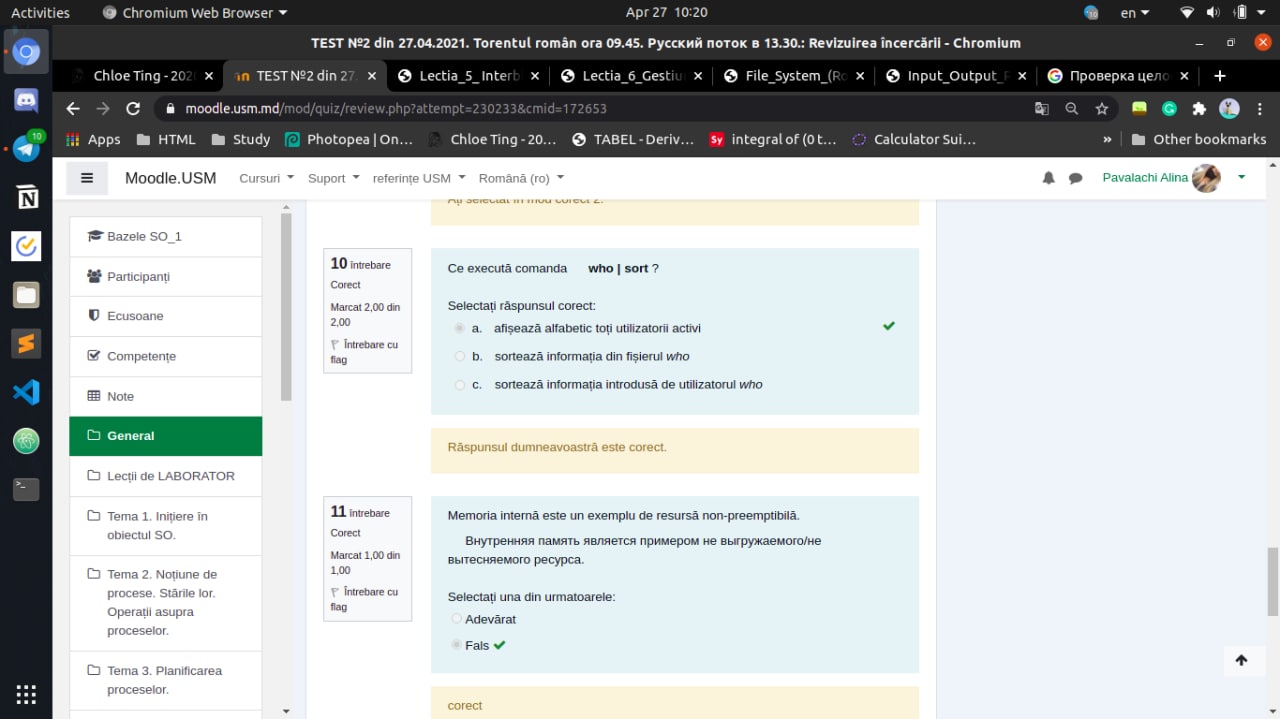 Activities Chromium Web Browser Apr 27 10:20 10 en
TEST №2 din 27.04.2021. Torentul român ora 09.45. Русский поток в 13.30.: Revizuirea încercării - Chromium
Chloe Ting - 202 TEST №2 din 27. Lectia_5_Interb Lectia_6_Gestiu File_System_(Ro Input_Output_R Проверка цело
moodle.usm.md/mod/quiz/review.php?attempt=230233&cmid=172653
Apps HTML Study Photopea | On... Chloe Ting - 20... TABEL - Deriv... Sy integral of (0 t... Calculator Sui... » Other bookmarks
10
Moodle.USM Cursuri Suport referințe USM Română (ro) Pavalachi Alina
Bazele SO_1
Participanți
Ecusoane
Competențe
Note
General
Lecții de LABORATOR
Tema 1. Inițiere în
obiectul SO.
Tema 2. Noțiune de
procese. Stările lor.
Operații asupra
proceselor.
Tema 3. Planificarea
proceselor.
Ați selectat în mod corect 2.
10 întrebare
Corect
Marcat 2,00 din
2,00
Întrebare cu
flag
Ce execută comanda who | sort ?
Selectați răspunsul corect:
a. afișează alfabetic toți utilizatorii activi
b. sortează informația din fișierul who
c. sortează informația introdusă de utilizatorul who
Răspunsul dumneavoastră este corect.
11 întrebare
Corect
Marcat 1,00 din
1,00
Întrebare cu
flag
Memoria internă este un exemplu de resursă non-preemptibilă.
Внутренняя память является примером не выгружаемого/не
вытесняемого ресурса.
Selectați una din urmatoarele:
Adevărat
Fals
corect